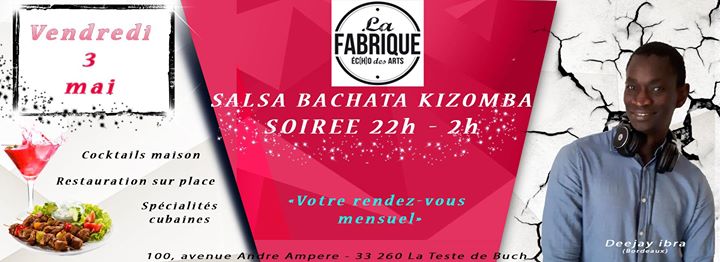 Vendredi
3
mai
La
FABRIQUE
ÉC(H)O des ARTS
SALSA BACHATA KIZOMBA
SOIREE 22h - 2h
Cocktails maison
Restauration sur place
Spécialités
cubaines
«Votre rendez-vous
mensuel»
Deejay ibra
(Bordeaux)
100, avenue Andre Ampere - 33 260 La Teste de Buch